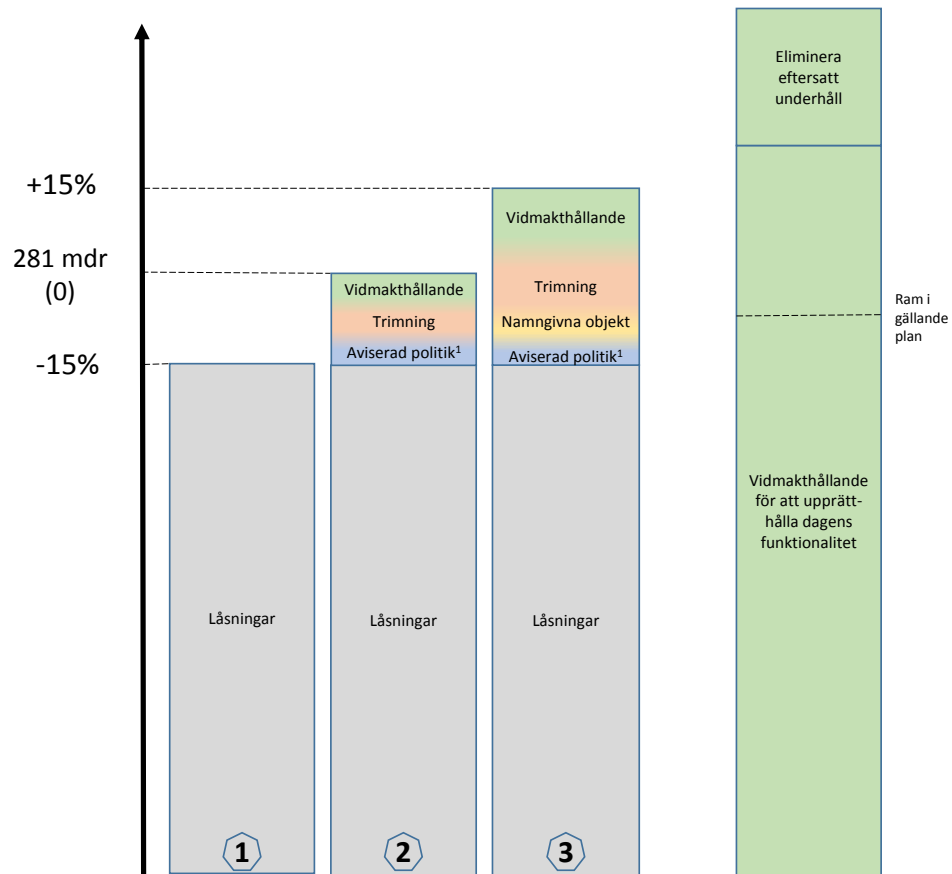 Eliminera
eftersatt
underhåll
+15%
281 mdr
(0)
-15%
Låsningar
1
Vidmakthållande
Trimning
Aviserad politik¹
Låsningar
2
Vidmakthållande
Trimning
Namngivna objekt
Aviserad politik¹
Låsningar
3
Ram i
gällande
plan
Vidmakthållande
för att upprätt-
hålla dagens
funktionalitet